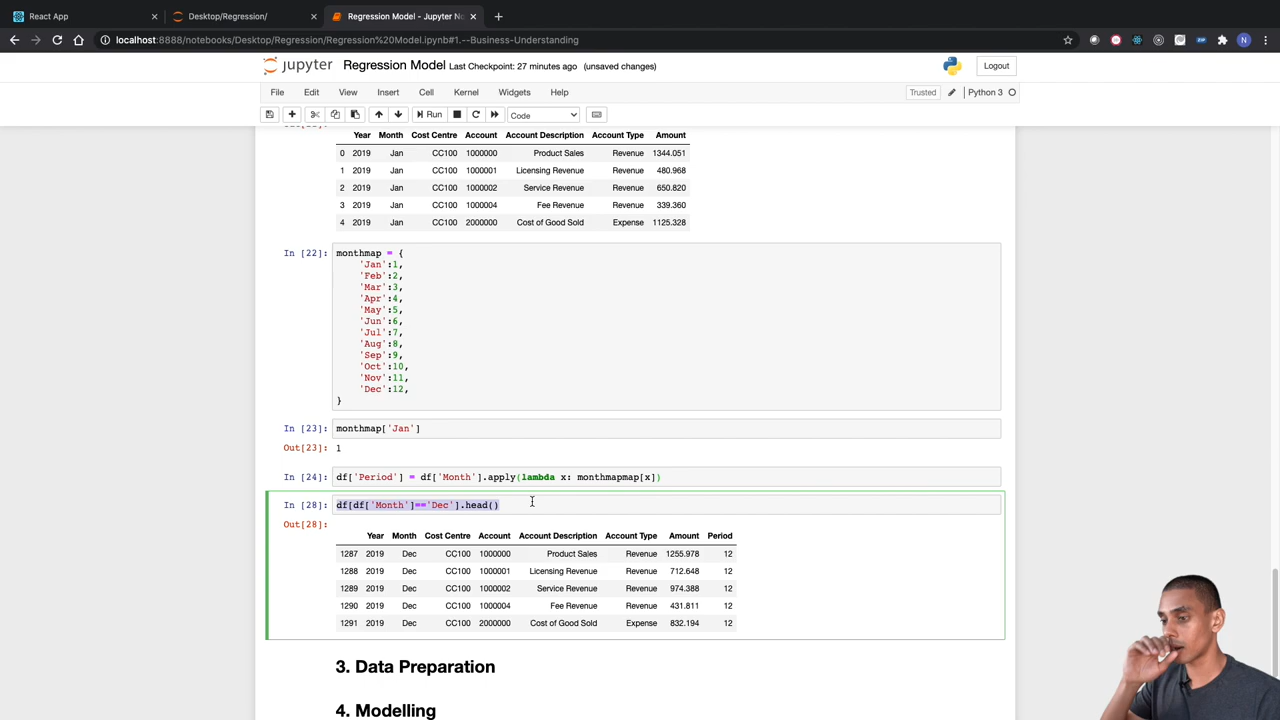 React App
Desktop/Regression/
Regression Model - Jupyter No
localhost:8888/notebooks/Desktop/Regression/Regression%20Model.ipynb#1.--Business-Understanding
N
jupyter Regression Model Last Checkpoint: 27 minutes ago (unsaved changes)
Logout
File Edit View Insert Cell Kernel Widgets Help
Trusted Python 3
Run Code
Year Month Cost Centre Account Account Description Account Type Amount
0 2019 Jan CC100 1000000 Product Sales Revenue 1344.051
1 2019 Jan CC100 1000001 Licensing Revenue Revenue 480.968
2 2019 Jan CC100 1000002 Service Revenue Revenue 650.820
3 2019 Jan CC100 1000004 Fee Revenue Revenue 339.360
4 2019 Jan CC100 2000000 Cost of Good Sold Expense 1125.328
In [22]: monthmap = {
'Jan':1,
'Feb':2,
'Mar':3,
'Apr':4,
'May':5,
'Jun':6,
'Jul':7,
'Aug':8,
'Sep':9,
'Oct':10,
'Nov':11,
'Dec':12,
}
In [23]: monthmap['Jan']
Out[23]: 1
In [24]: df['Period'] = df['Month'].apply(lambda x: monthmapmap[x])
In [28]: df[df['Month']=='Dec'].head()
Out[28]:
Year Month Cost Centre Account Account Description Account Type Amount Period
1287 2019 Dec CC100 1000000 Product Sales Revenue 1255.978 12
1288 2019 Dec CC100 1000001 Licensing Revenue Revenue 712.648 12
1289 2019 Dec CC100 1000002 Service Revenue Revenue 974.388 12
1290 2019 Dec CC100 1000004 Fee Revenue Revenue 431.811 12
1291 2019 Dec CC100 2000000 Cost of Good Sold Expense 832.194 12
3. Data Preparation
4. Modelling